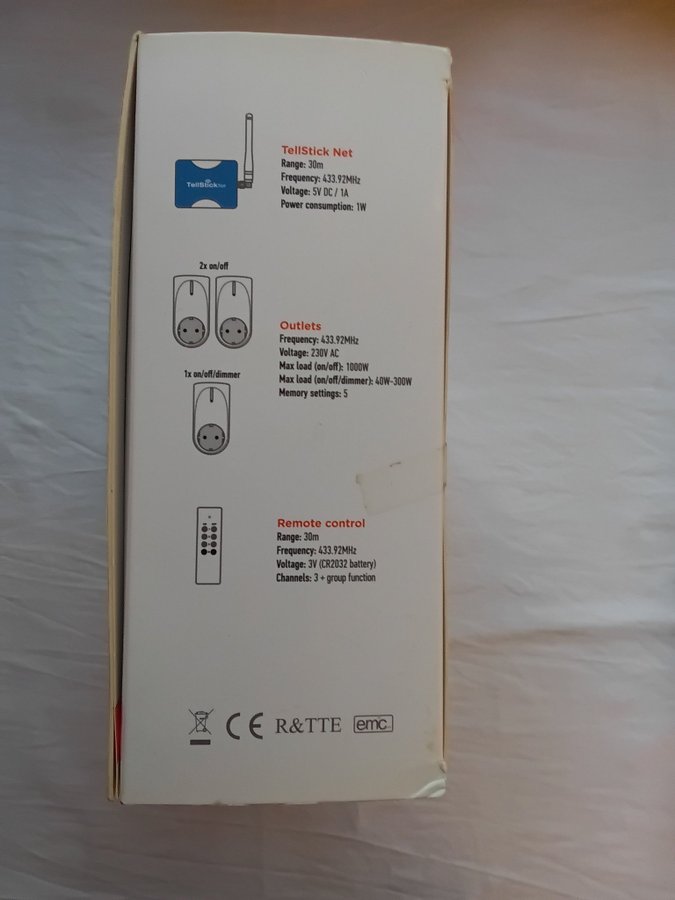 TellStick Net
TellStick Net
Range: 30m
Frequency: 433.92MHz
Voltage: 5V DC / 1A
Power consumption: 1W
2x on/off
Outlets
Frequency: 433.92MHz
Voltage: 230V AC
Max load (on/off): 1000W
Max load (on/off/dimmer): 40W-300W
Memory settings: 5
1x on/off/dimmer
Remote control
Range: 30m
Frequency: 433.92MHz
Voltage: 3V (CR2032 battery)
Channels: 3 + group function
CE R&TTE emc